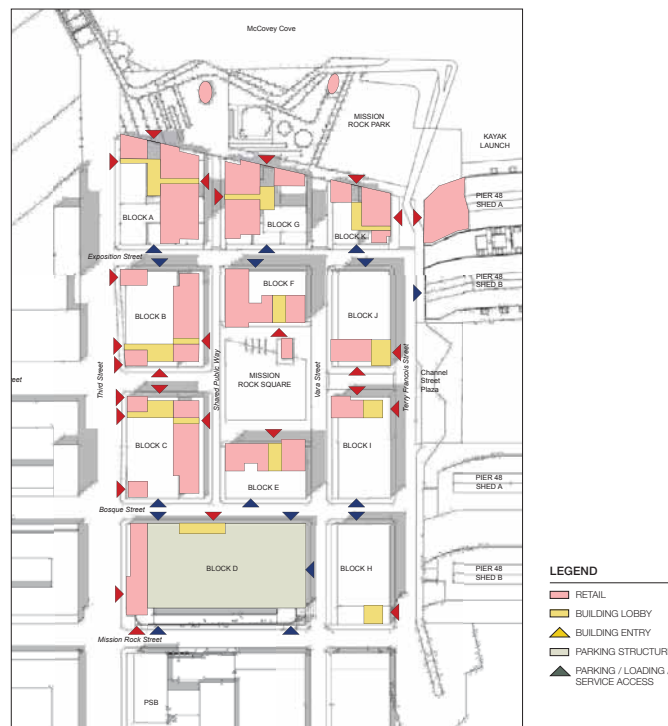 McCovey Cove
MISSION
ROCK PARK
KAYAK
LAUNCH
PIER 48
SHED A
BLOCK A
BLOCK G
BLOCK K
Exposition Street
PIER 48
SHED B
BLOCK F
BLOCK B
BLOCK J
Third Street
Shared Public Way
MISSION
ROCK SQUARE
Vara Street
Terry Francois Street
Channel
Street
Plaza
reet
BLOCK C
BLOCK I
BLOCK E
PIER 48
SHED A
Bosque Street
BLOCK D
BLOCK H
PIER 48
SHED B
Mission Rock Street
PSB
LEGEND
RETAIL
BUILDING LOBBY
BUILDING ENTRY
PARKING STRUCTURE
PARKING / LOADING /
SERVICE ACCESS